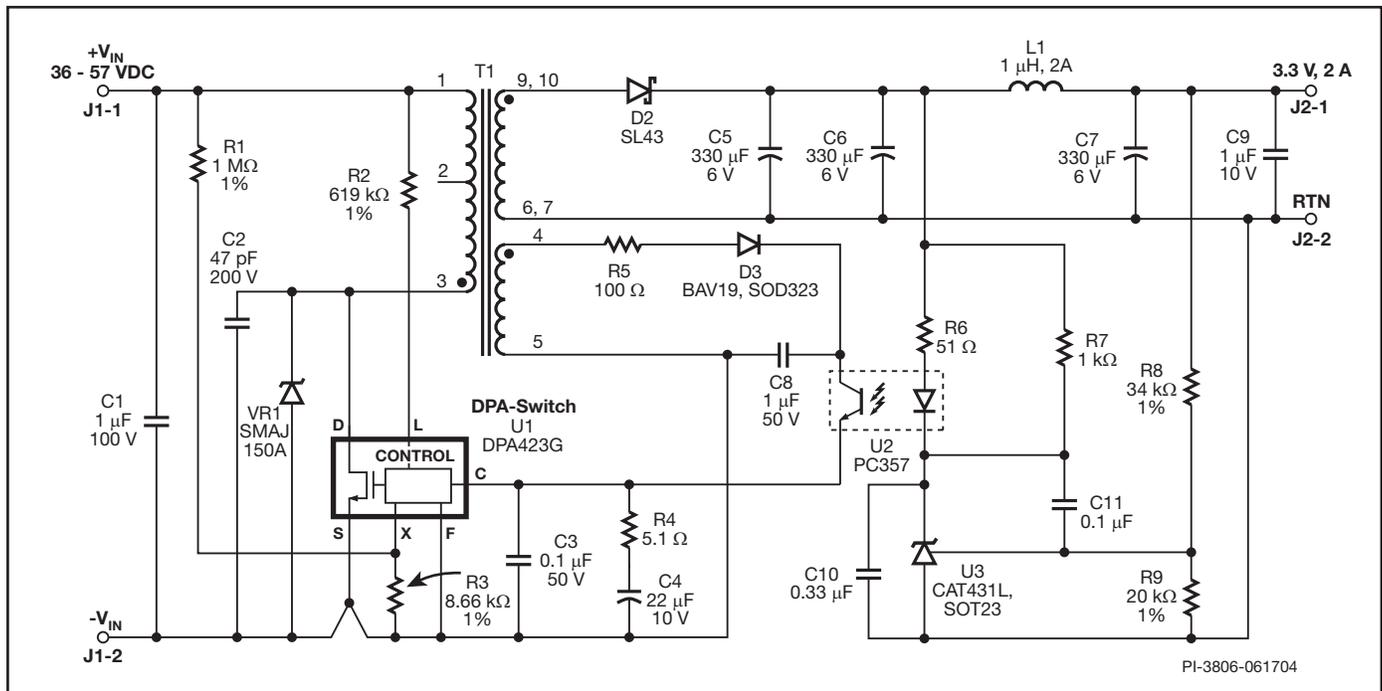 +VIN
36 - 57 VDC
J1-1
R1
1 MΩ
1%
R2
619 kΩ
1%
C2
47 pF
200 V
C1
1 μF
100 V
VR1
SMAJ
150A
T1
1
2
3
9, 10
6, 7
4
5
D2
SL43
C5
330 μF
6 V
C6
330 μF
6 V
L1
1 μH, 2A
C7
330 μF
6 V
C9
1 μF
10 V
3.3 V, 2 A
J2-1
RTN
J2-2
R5
100 Ω
D3
BAV19, SOD323
C8
1 μF
50 V
R6
51 Ω
R7
1 kΩ
R8
34 kΩ
1%
U2
PC357
DPA-Switch
U1
DPA423G
D
L
CONTROL
C
S
X
F
R3
8.66 kΩ
1%
C3
0.1 μF
50 V
R4
5.1 Ω
C4
22 μF
10 V
C10
0.33 μF
C11
0.1 μF
U3
CAT431L,
SOT23
R9
20 kΩ
1%
-VIN
J1-2
PI-3806-061704